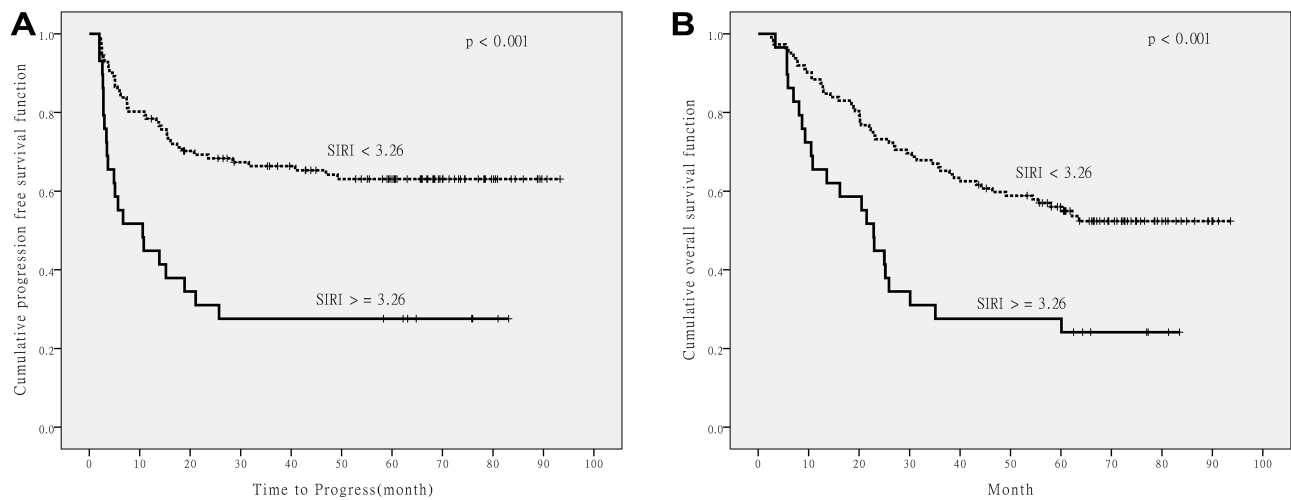 A
Cumulative progression free survival function
1.0
0.8
0.6
0.4
0.2
0.0
p < 0.001
SIRI < 3.26
SIRI > = 3.26
0 10 20 30 40 50 60 70 80 90 100
Time to Progress(month)
B
Cumulative overall survival function
1.0
0.8
0.6
0.4
0.2
0.0
p < 0.001
SIRI < 3.26
SIRI > = 3.26
0 10 20 30 40 50 60 70 80 90 100
Month